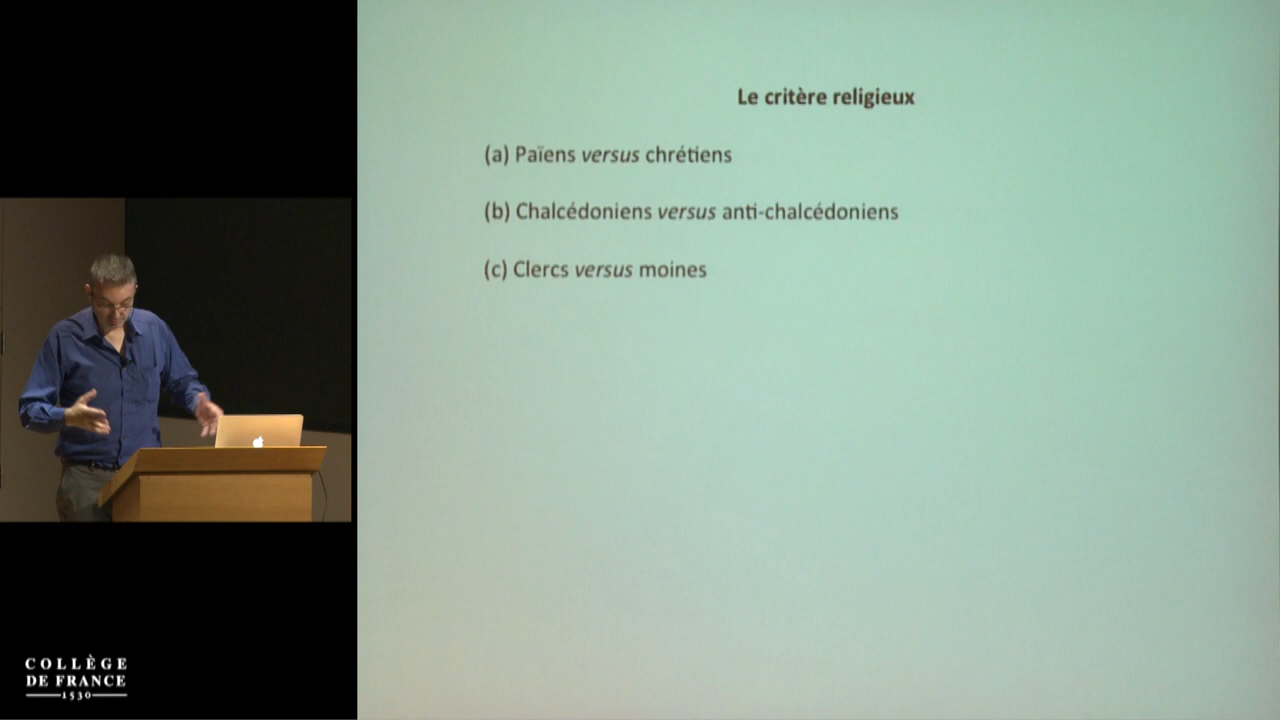 Le critère religieux
(a) Païens versus chrétiens
(b) Chalcédoniens versus anti-chalcédoniens
(c) Clercs versus moines
COLLÈGE
DE FRANCE
1530